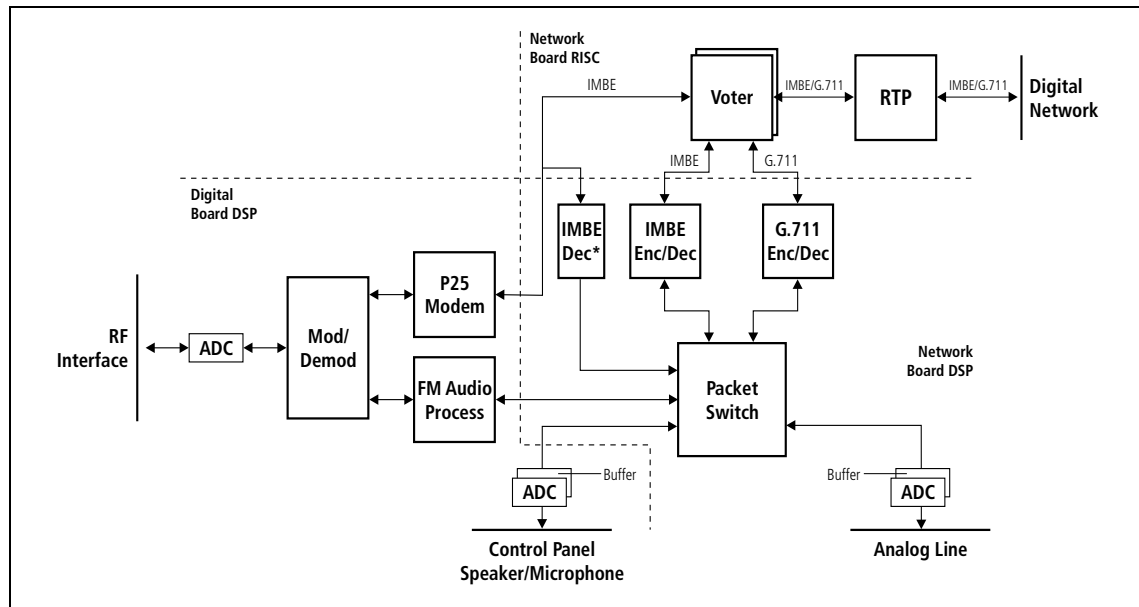 Network
Board RISC
IMBE
Voter
IMBE/G.711
RTP
IMBE/G.711
Digital
Network
IMBE
G.711
Digital
Board DSP
IMBE
Dec*
IMBE
Enc/Dec
G.711
Enc/Dec
P25
Modem
RF
Interface
ADC
Mod/
Demod
FM Audio
Process
Packet
Switch
Network
Board DSP
Buffer
ADC
Buffer
ADC
Control Panel
Speaker/Microphone
Analog Line